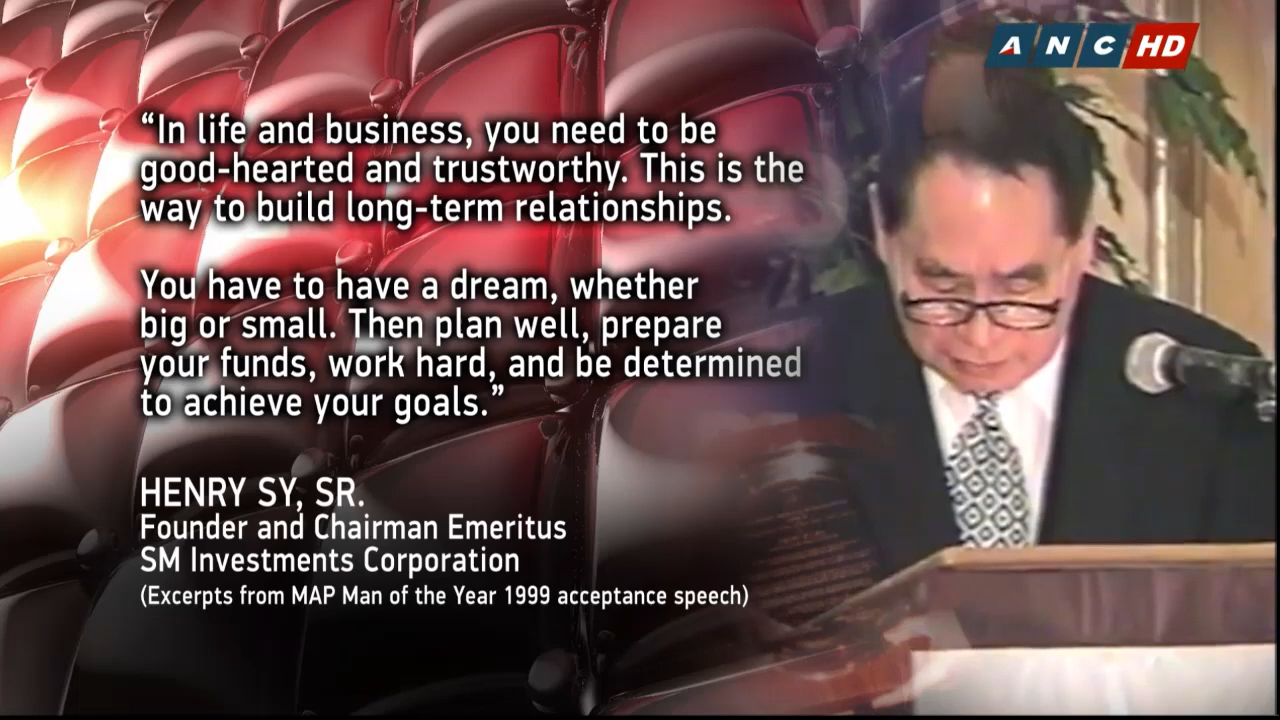 ANC HD
“In life and business, you need to be
good-hearted and trustworthy. This is the
way to build long-term relationships.
You have to have a dream, whether
big or small. Then plan well, prepare
your funds, work hard, and be determined
to achieve your goals.”
HENRY SY, SR.
Founder and Chairman Emeritus
SM Investments Corporation
(Excerpts from MAP Man of the Year 1999 acceptance speech)